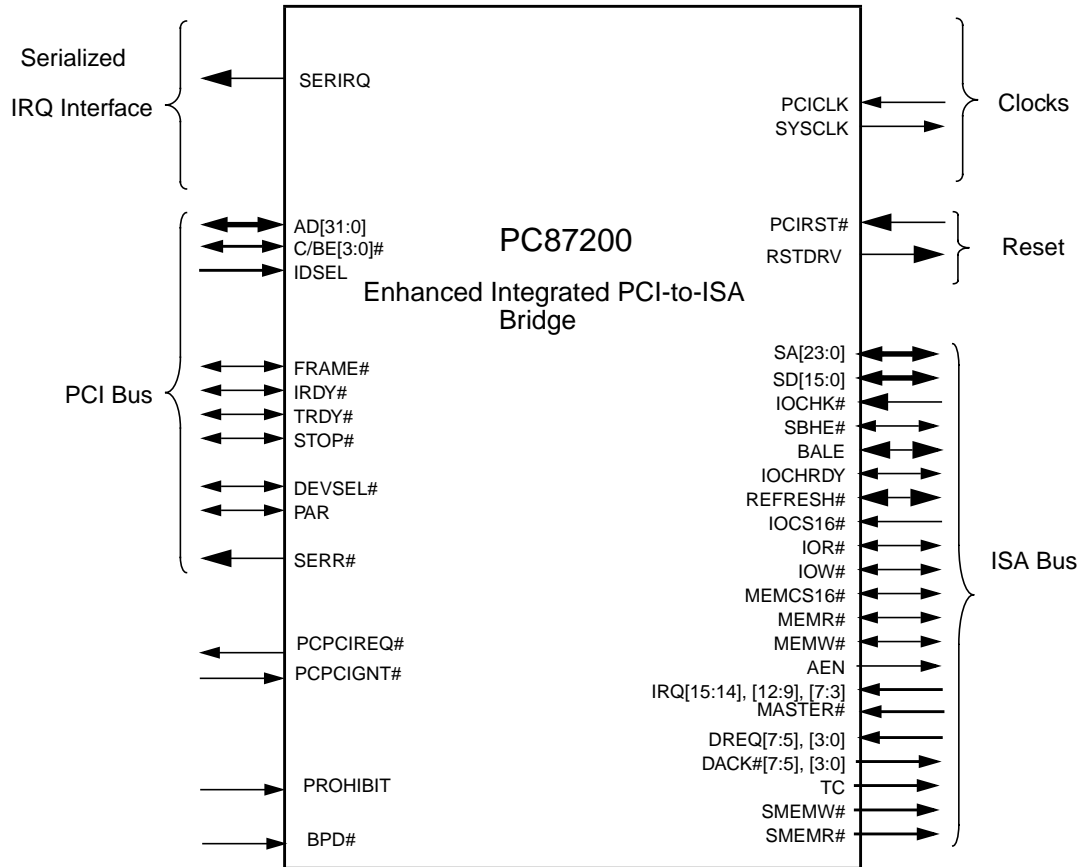 Serialized
IRQ Interface
SERIRQ
PCICLK
SYSCLK
Clocks
AD[31:0]
C/BE[3:0]#
IDSEL
FRAME#
IRDY#
TRDY#
STOP#
DEVSEL#
PAR
SERR#
PCI Bus
PCPCIREQ#
PCPCIGNT#
PROHIBIT
BPD#
PC87200
Enhanced Integrated PCI-to-ISA
Bridge
PCIRST#
RSTDRV
Reset
SA[23:0]
SD[15:0]
IOCHK#
SBHE#
BALE
IOCHRDY
REFRESH#
IOCS16#
IOR#
IOW#
MEMCS16#
MEMR#
MEMW#
AEN
IRQ[15:14], [12:9], [7:3]
MASTER#
DREQ[7:5], [3:0]
DACK#[7:5], [3:0]
TC
SMEMW#
SMEMR#
ISA Bus